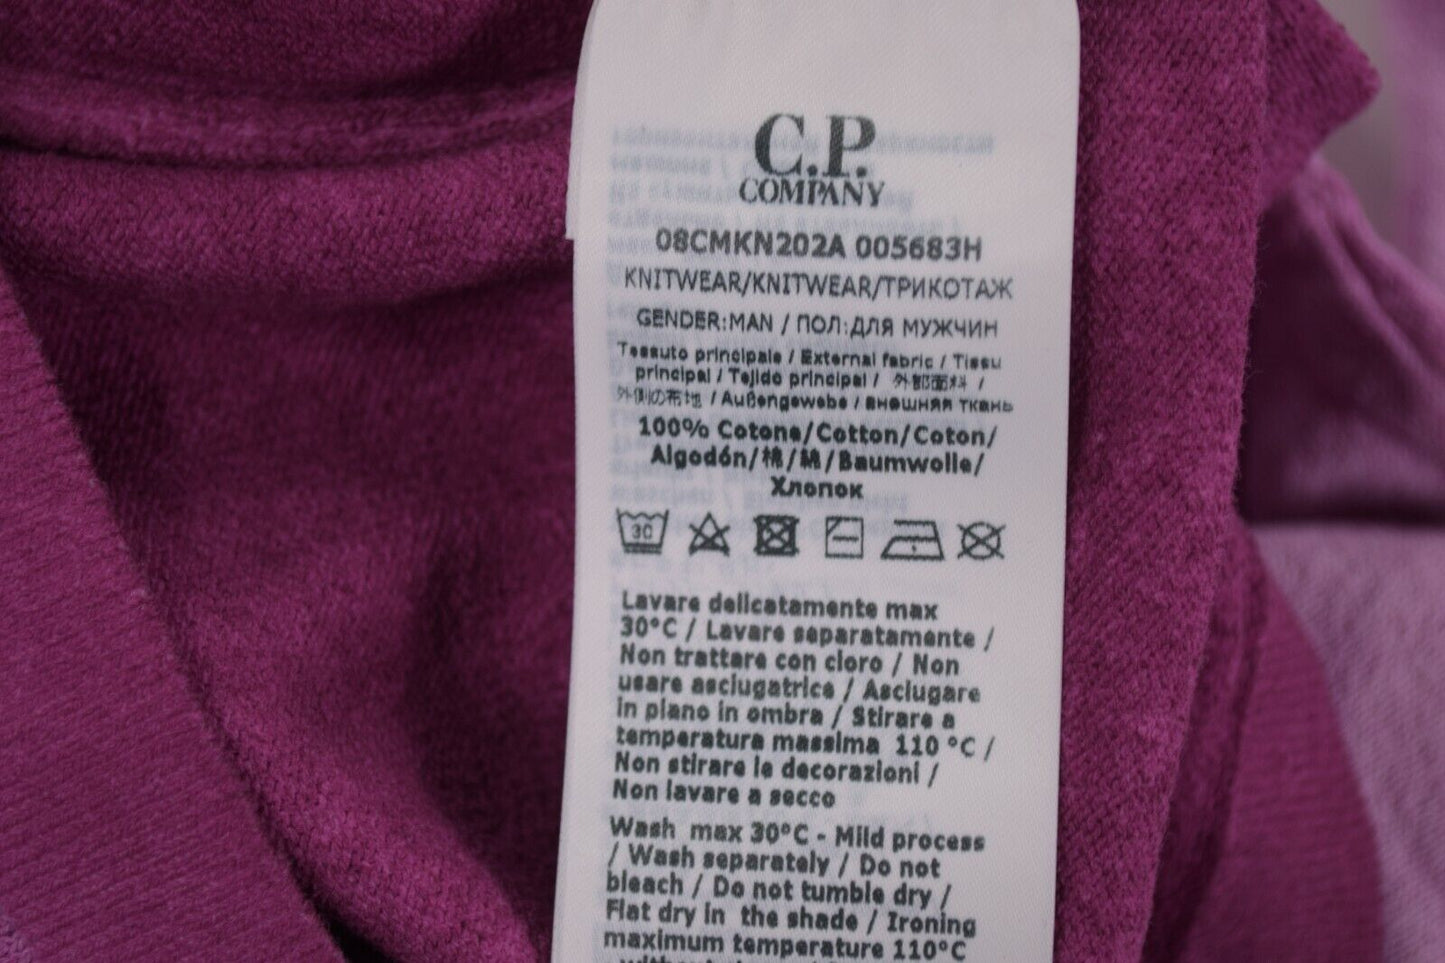 C.P.
COMPANY
08CMKN202A 005683H
KNITWEAR/KNITWEAR/ТРИКОТАЖ
GENDER:MAN / ПОЛ:ДЛЯ МУЖЧИН
Tessuto principale / External fabric / Tissu
principal / Tejido principal / 外部面料 /
外側の布地 / Außengewebe / внешняя ткань
100% Cotone/Cotton/Coton/
Algodón/棉/綿/Baumwolle/
Хлопок
30
Lavare delicatamente max
30°C / Lavare separatamente /
Non trattare con cloro / Non
usare asciugatrice / Asciugare
in piano in ombra / Stirare a
temperatura massima 110 °C /
Non stirare le decorazioni /
Non lavare a secco
Wash max 30°C - Mild process
/ Wash separately / Do not
bleach / Do not tumble dry /
Flat dry in the shade / Ironing
maximum temperature 110°C